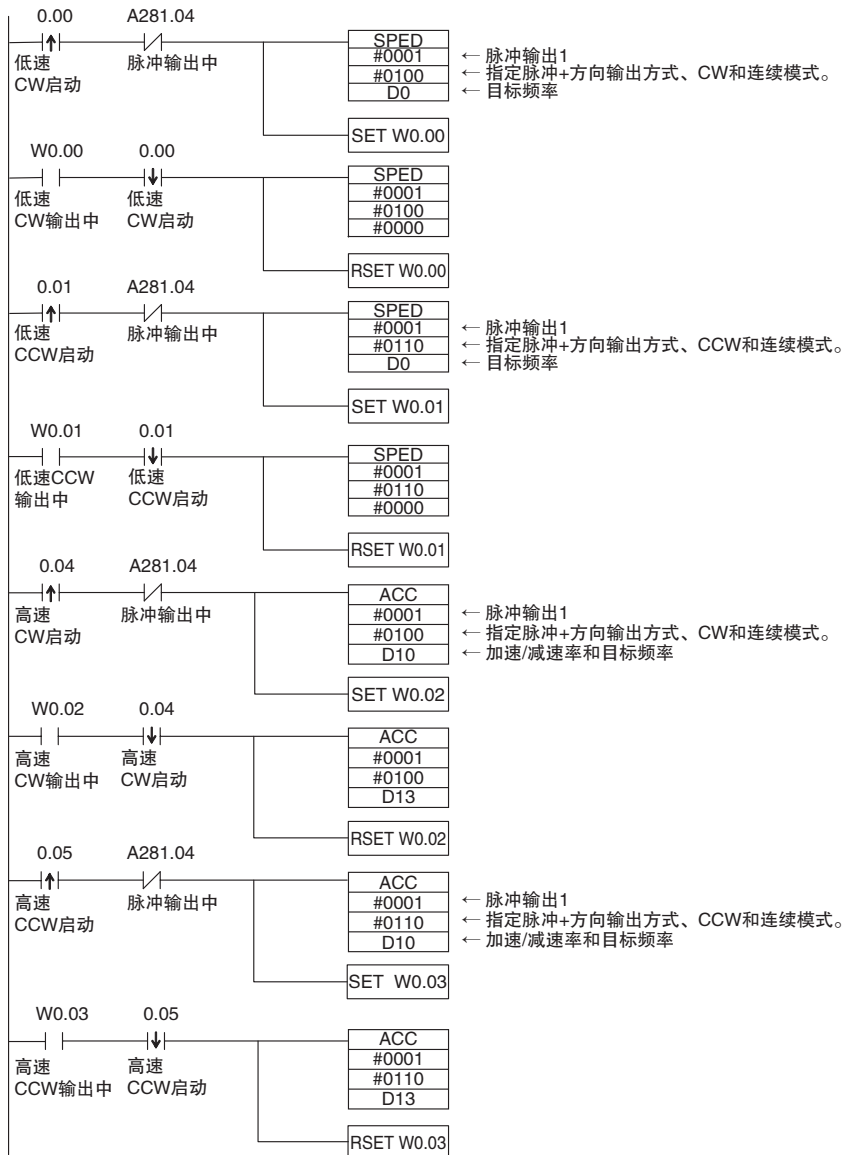 0.00 A281.04
低速
CW启动
脉冲输出中
SPED
#0001 ← 脉冲输出1
#0100 ← 指定脉冲+方向输出方式、CW和连续模式。
D0 ← 目标频率
SET W0.00
W0.00 0.00
低速
CW输出中
低速
CW启动
SPED
#0001
#0100
#0000
RSET W0.00
0.01 A281.04
低速
CCW启动
脉冲输出中
SPED
#0001 ← 脉冲输出1
#0110 ← 指定脉冲+方向输出方式、CCW和连续模式。
D0 ← 目标频率
SET W0.01
W0.01 0.01
低速CCW
输出中
低速
CCW启动
SPED
#0001
#0110
#0000
RSET W0.01
0.04 A281.04
高速
CW启动
脉冲输出中
ACC
#0001 ← 脉冲输出1
#0100 ← 指定脉冲+方向输出方式、CW和连续模式。
D10 ← 加速/减速率和目标频率
SET W0.02
W0.02 0.04
高速
CW输出中
高速
CW启动
ACC
#0001
#0100
D13
RSET W0.02
0.05 A281.04
高速
CCW启动
脉冲输出中
ACC
#0001 ← 脉冲输出1
#0110 ← 指定脉冲+方向输出方式、CCW和连续模式。
D10 ← 加速/减速率和目标频率
SET W0.03
W0.03 0.05
高速
CCW输出中
高速
CCW启动
ACC
#0001
#0110
D13
RSET W0.03